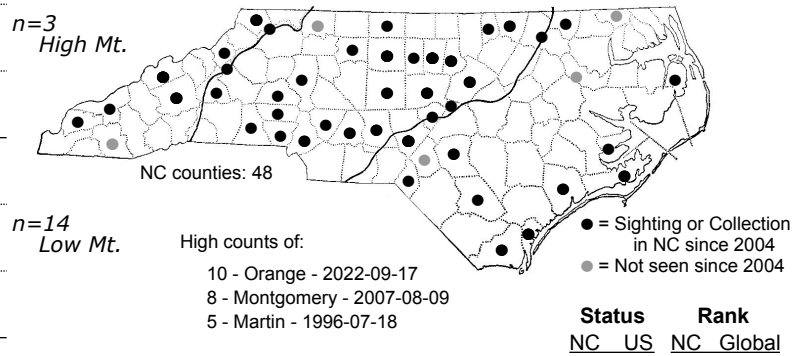 n=3
High Mt.
NC counties: 48
n=14
Low Mt.
High counts of:
10 - Orange - 2022-09-17
8 - Montgomery - 2007-08-09
5 - Martin - 1996-07-18
● = Sighting or Collection
in NC since 2004
● = Not seen since 2004
Status Rank
NC US NC Global